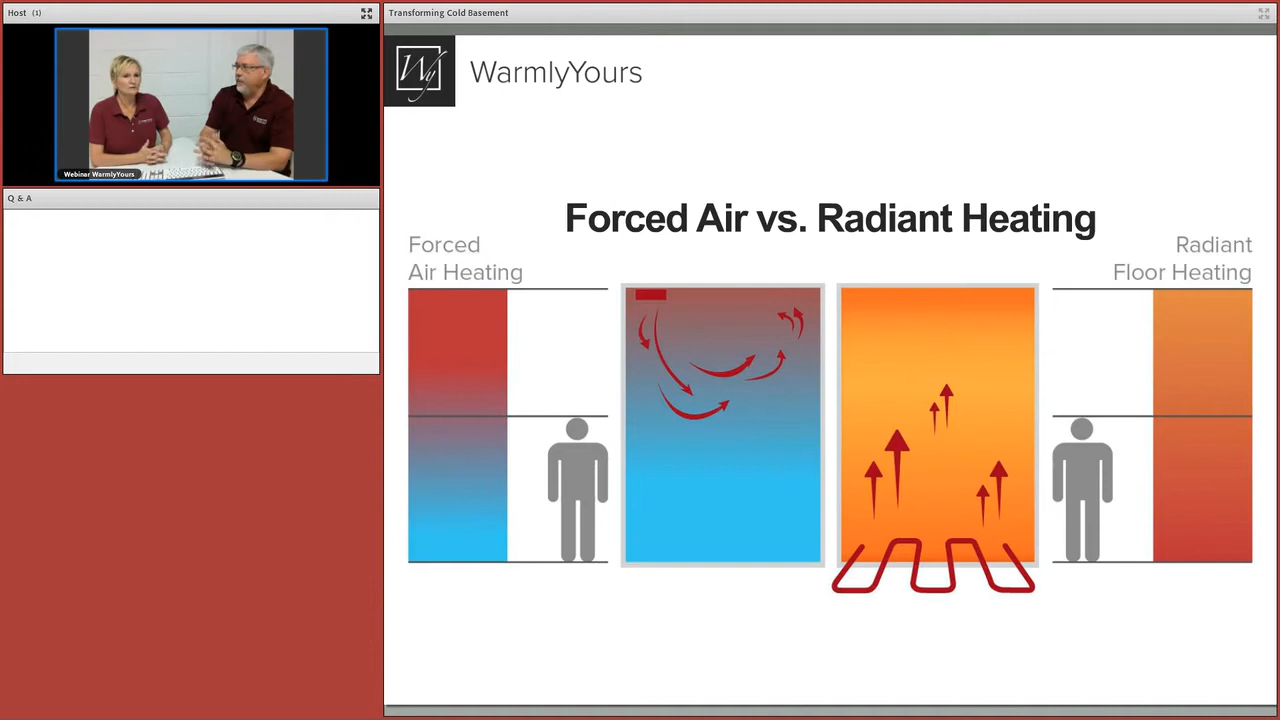 Host (1)
Webinar WarmlyYours
Q & A
Transforming Cold Basement
Wy
WarmlyYours
Forced Air vs. Radiant Heating
Forced
Air Heating
Radiant
Floor Heating